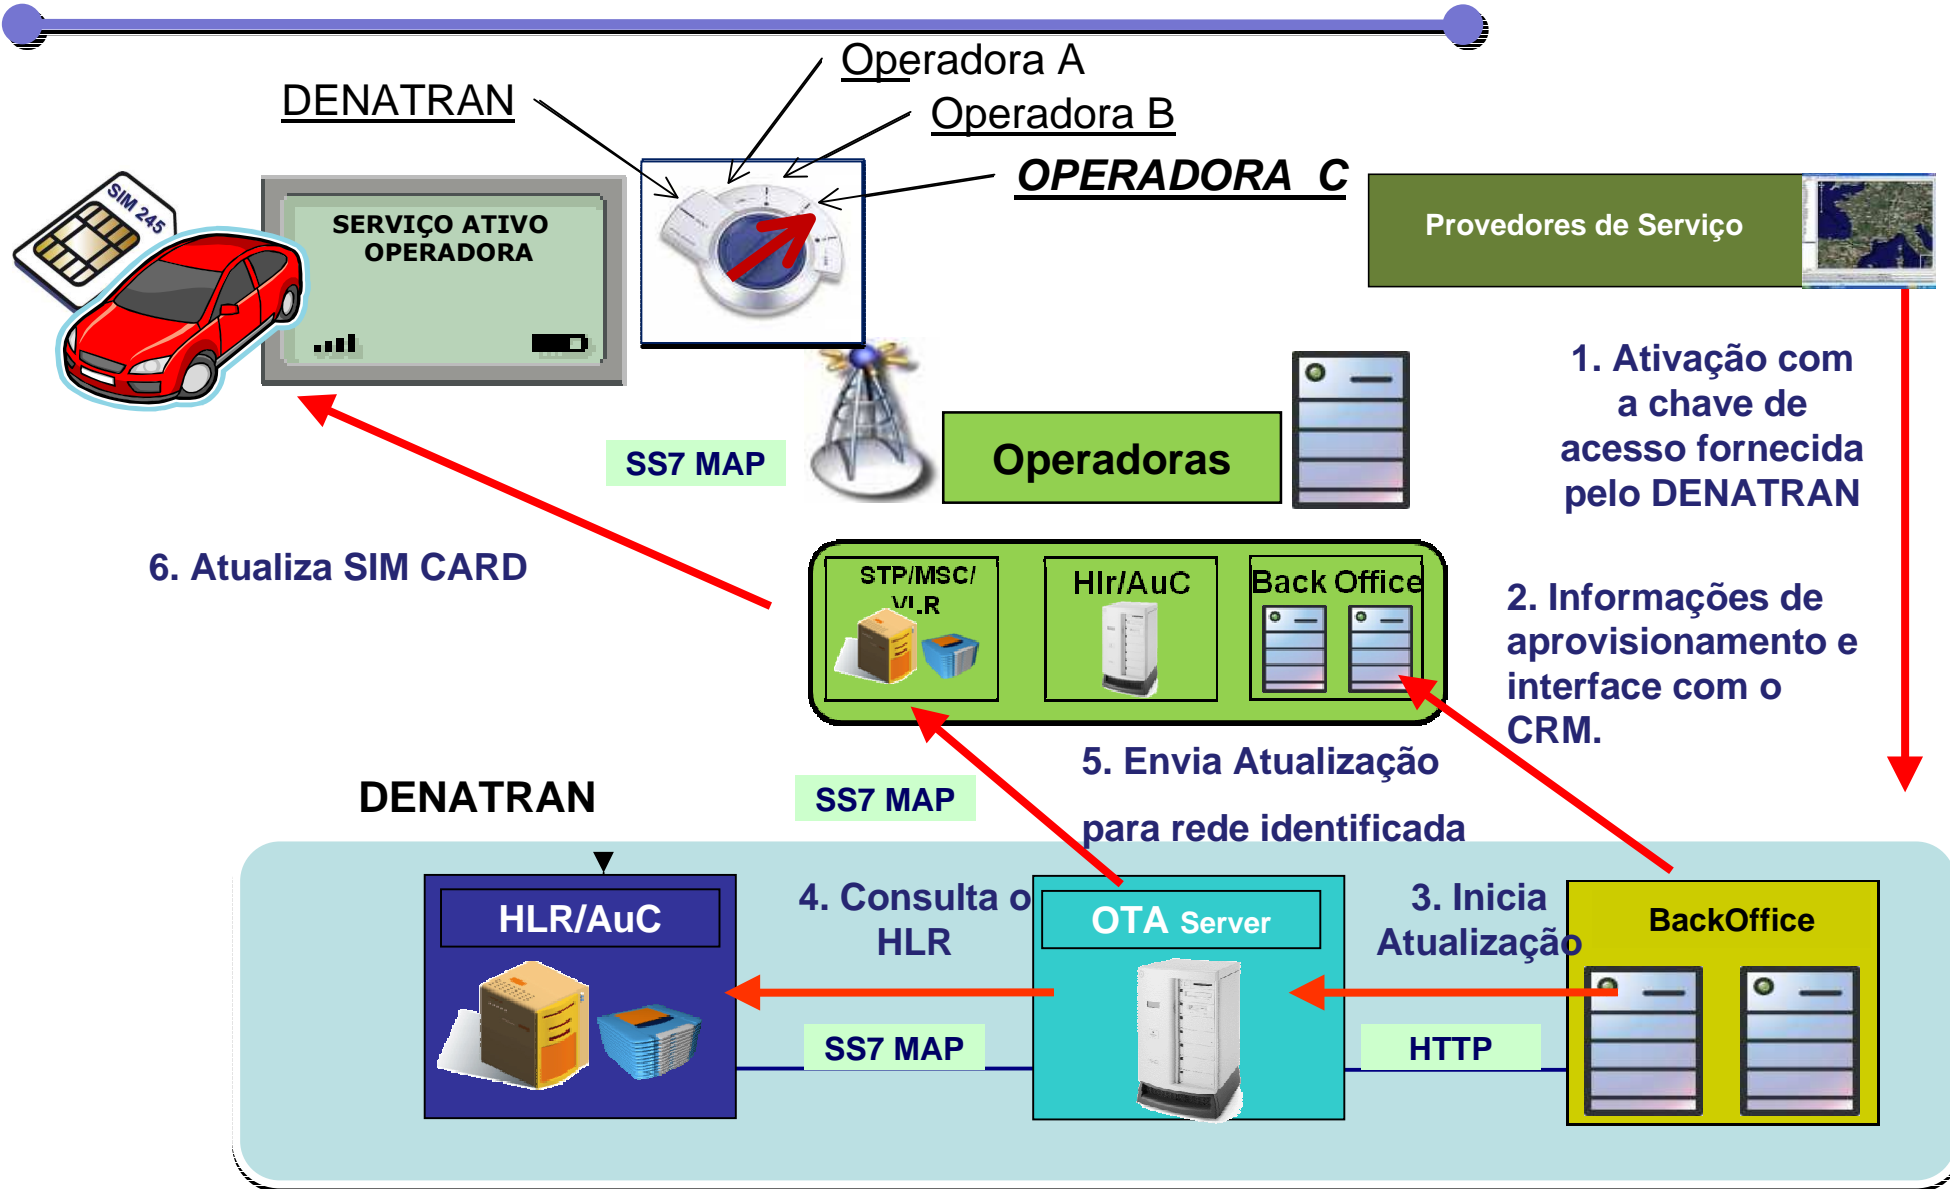 Operadora A
DENATRAN
Operadora B
OPERADORA C
SIM 245
SERVIÇO ATIVO
OPERADORA
Provedores de Serviço
1. Ativação com
a chave de
acesso fornecida
pelo DENATRAN
SS7 MAP
Operadoras
6. Atualiza SIM CARD
STP/MSC/
VLR
Hlr/AuC
Back Office
2. Informações de
aprovisionamento e
interface com o
CRM.
5. Envia Atualização
para rede identificada
SS7 MAP
DENATRAN
HLR/AuC
4. Consulta o
HLR
OTA Server
3. Inicia
Atualização
BackOffice
SS7 MAP
HTTP